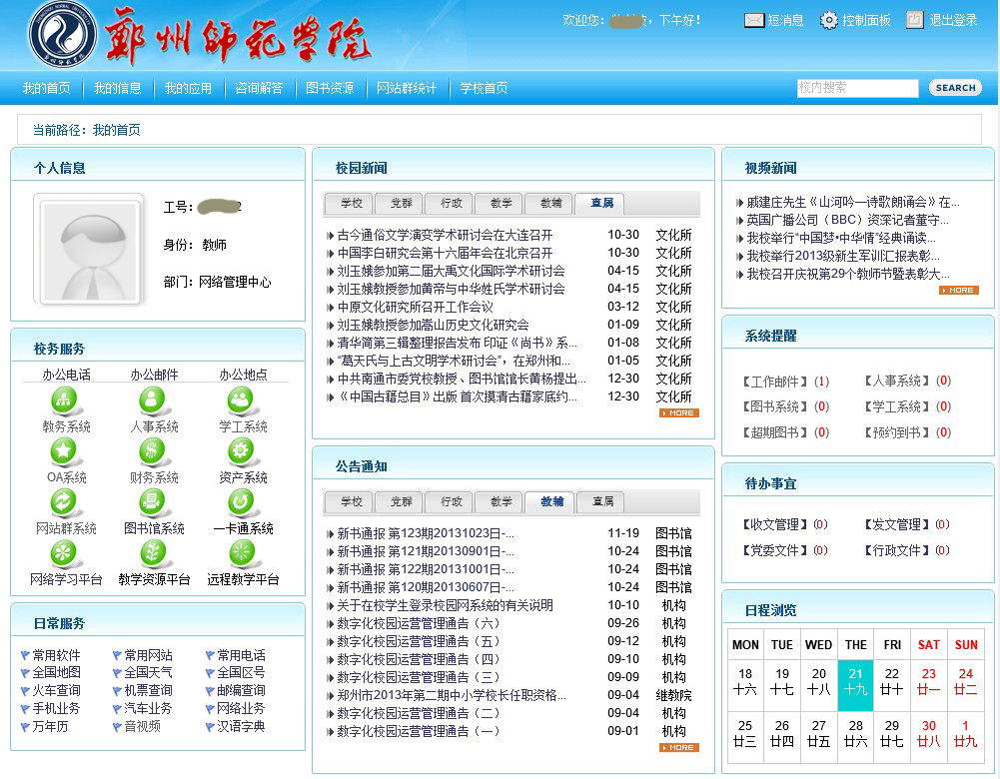 郑州师范学院
欢迎您: , 下午好!
短消息 控制面板 退出登录
我的首页 我的信息 我的应用 咨询解答 图书资源 网站群统计 学校首页
校内搜索 SEARCH
当前路径: 我的首页
个人信息
工号:
身份: 教师
部门: 网络管理中心
校务服务
办公电话 办公邮件 办公地点
教务系统 人事系统 学工系统
OA系统 财务系统 资产系统
网站群系统 图书馆系统 一卡通系统
网络学习平台 教学资源平台 远程教学平台
日常服务
常用软件 常用网站 常用电话
全国地图 全国天气 全国区号
火车查询 机票查询 邮编查询
手机业务 汽车业务 网络业务
万年历 音视频 汉语字典
校园新闻
学校 党群 行政 教学 教辅 直属
古今通俗文学演变学术研讨会在大连召开 10-30 文化所
中国李白研究会第十六届年会在北京召开 10-30 文化所
刘玉娥参加第二届大禹文化国际学术研讨会 04-15 文化所
刘玉娥教授参加黄帝与中华姓氏学术研讨会 04-15 文化所
中原文化研究所召开工作会议 03-12 文化所
刘玉娥教授参加嵩山历史文化研究会 01-09 文化所
清华简第三辑整理报告发布 印证《尚书》系... 01-08 文化所
“葛天氏与上古文明学术研讨会”，在郑州和... 01-05 文化所
中共南通市委党校教授、图书馆馆长黄杨提出... 12-30 文化所
《中国古籍总目》出版 首次摸清古籍家底约... 12-30 文化所
MORE
公告通知
学校 党群 行政 教学 教辅 直属
新书通报 第123期20131023日-... 11-19 图书馆
新书通报 第121期20130901日-... 10-24 图书馆
新书通报 第122期20131001日-... 10-24 图书馆
新书通报 第120期20130607日-... 10-24 图书馆
关于在校学生登录校园网系统的有关说明 10-10 机构
数字化校园运营管理通告（六） 09-26 机构
数字化校园运营管理通告（五） 09-12 机构
数字化校园运营管理通告（四） 09-10 机构
数字化校园运营管理通告（三） 09-09 机构
郑州市2013年第二期中小学校长任职资格... 09-04 继教院
数字化校园运营管理通告（二） 09-04 机构
数字化校园运营管理通告（一） 09-01 机构
MORE
视频新闻
戚建庄先生《山河吟—诗歌朗诵会》在...
英国广播公司（BBC）资深记者董守...
我校举行“中国梦•中华情”经典诵读...
我校举行2013级新生军训汇报表彰...
我校召开庆祝第29个教师节暨表彰大...
MORE
系统提醒
【工作邮件】(1) 【人事系统】(0)
【图书系统】(0) 【学工系统】(0)
【超期图书】(0) 【预约到书】(0)
待办事宜
【收文管理】(0) 【发文管理】(0)
【党委文件】(0) 【行政文件】(0)
日程浏览
MON TUE WED THE FRI SAT SUN
18 19 20 21 22 23 24
十六 十七 十八 十九 廿十 廿一 廿二
25 26 27 28 29 30 1
廿三 廿四 廿五 廿六 廿七 廿八 廿九